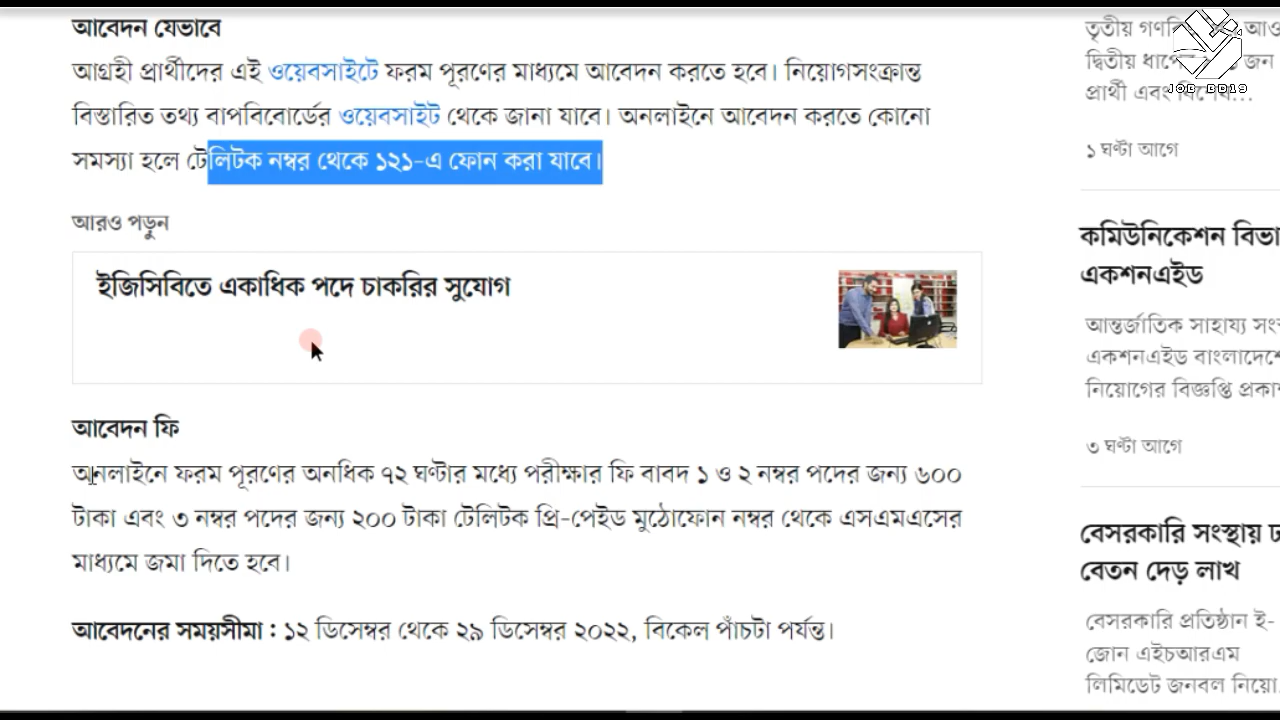 আবেদন যেভাবে
আগ্রহী প্রার্থীদের এই ওয়েবসাইটে ফরম পূরণের মাধ্যমে আবেদন করতে হবে। নিয়োগসংক্রান্ত
বিস্তারিত তথ্য বাপবিবোর্ডের ওয়েবসাইট থেকে জানা যাবে। অনলাইনে আবেদন করতে কোনো
সমস্যা হলে টেলিটক নম্বর থেকে ১২১-এ ফোন করা যাবে।
আরও পড়ুন
ইজিসিবিতে একাধিক পদে চাকরির সুযোগ
আবেদন ফি
অনলাইনে ফরম পূরণের অনধিক ৭২ ঘণ্টার মধ্যে পরীক্ষার ফি বাবদ ১ ও ২ নম্বর পদের জন্য ৬০০
টাকা এবং ৩ নম্বর পদের জন্য ২০০ টাকা টেলিটক প্রি-পেইড মুঠোফোন নম্বর থেকে এসএমএসের
মাধ্যমে জমা দিতে হবে।
আবেদনের সময়সীমা : ১২ ডিসেম্বর থেকে ২৯ ডিসেম্বর ২০২২, বিকেল পাঁচটা পর্যন্ত।
তৃতীয়
দ্বিতীয় জন
প্রার্থী এবং বিশেষ...
১ ঘণ্টা আগে
কমিউনিকেশন
একশনএইড
আন্তর্জাতিক সাহায্য
একশনএইড
নিয়োগের বিজ্ঞপ্তি
৩ ঘণ্টা আগে
বেসরকারি সংস্থায়
বেতন দেড় লাখ
বেসরকারি প্রতিষ্ঠান ই-
জোন এইচআরএম
লিমিটেড জনবল
JOB BD19